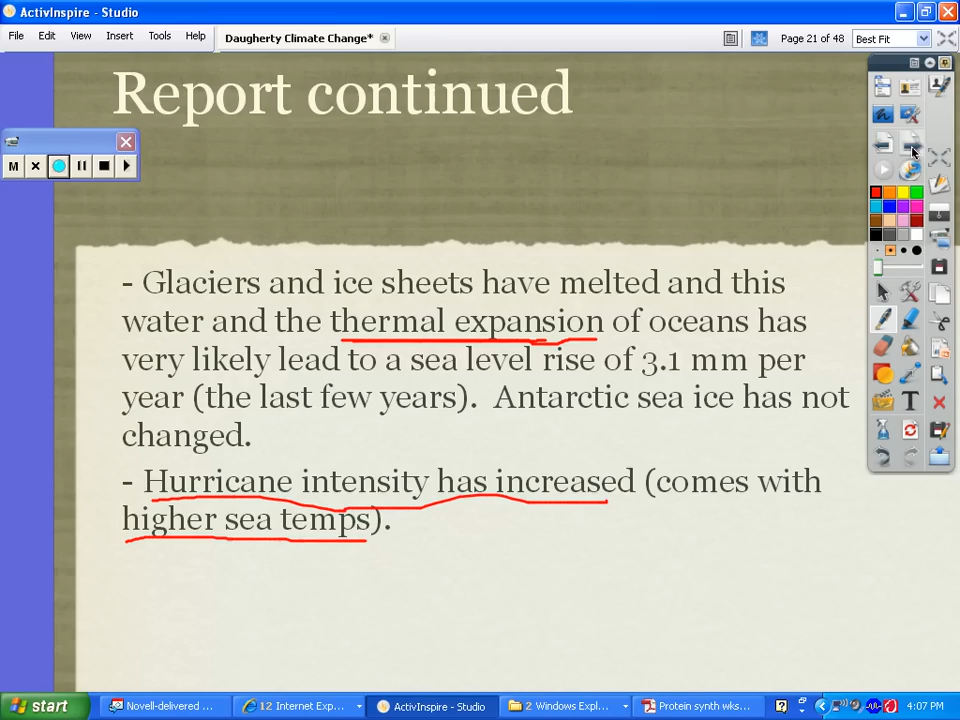 ActivInspire - Studio
File Edit View Insert Tools Help
Daugherty Climate Change*
Page 21 of 48
Best Fit
Report continued
M
- Glaciers and ice sheets have melted and this
water and the thermal expansion of oceans has
very likely lead to a sea level rise of 3.1 mm per
year (the last few years). Antarctic sea ice has not
changed.
- Hurricane intensity has increased (comes with
higher sea temps).
T
start
Novell-delivered ...
12 Internet Exp...
ActivInspire - Studio
2 Windows Expl...
Protein synth wks...
4:07 PM